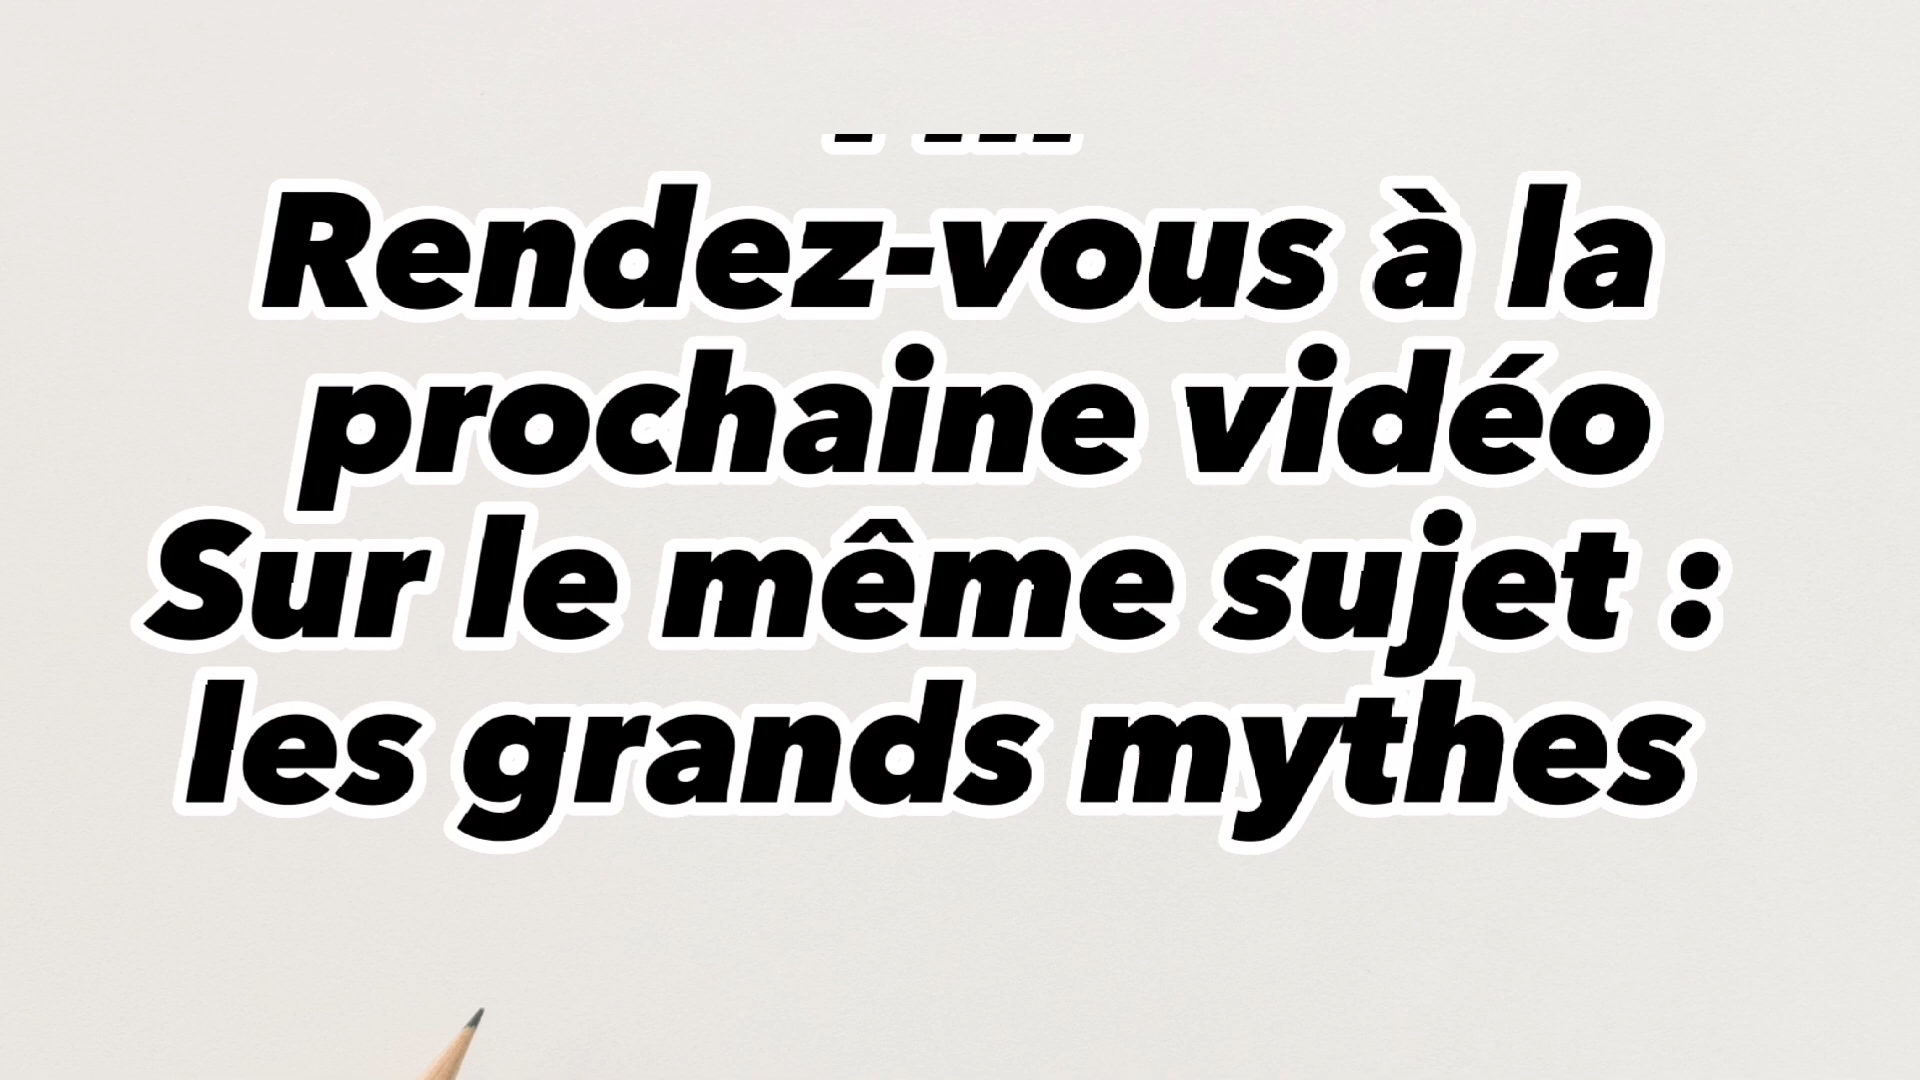 Rendez-vous à la
prochaine vidéo
Sur le même sujet :
les grands mythes